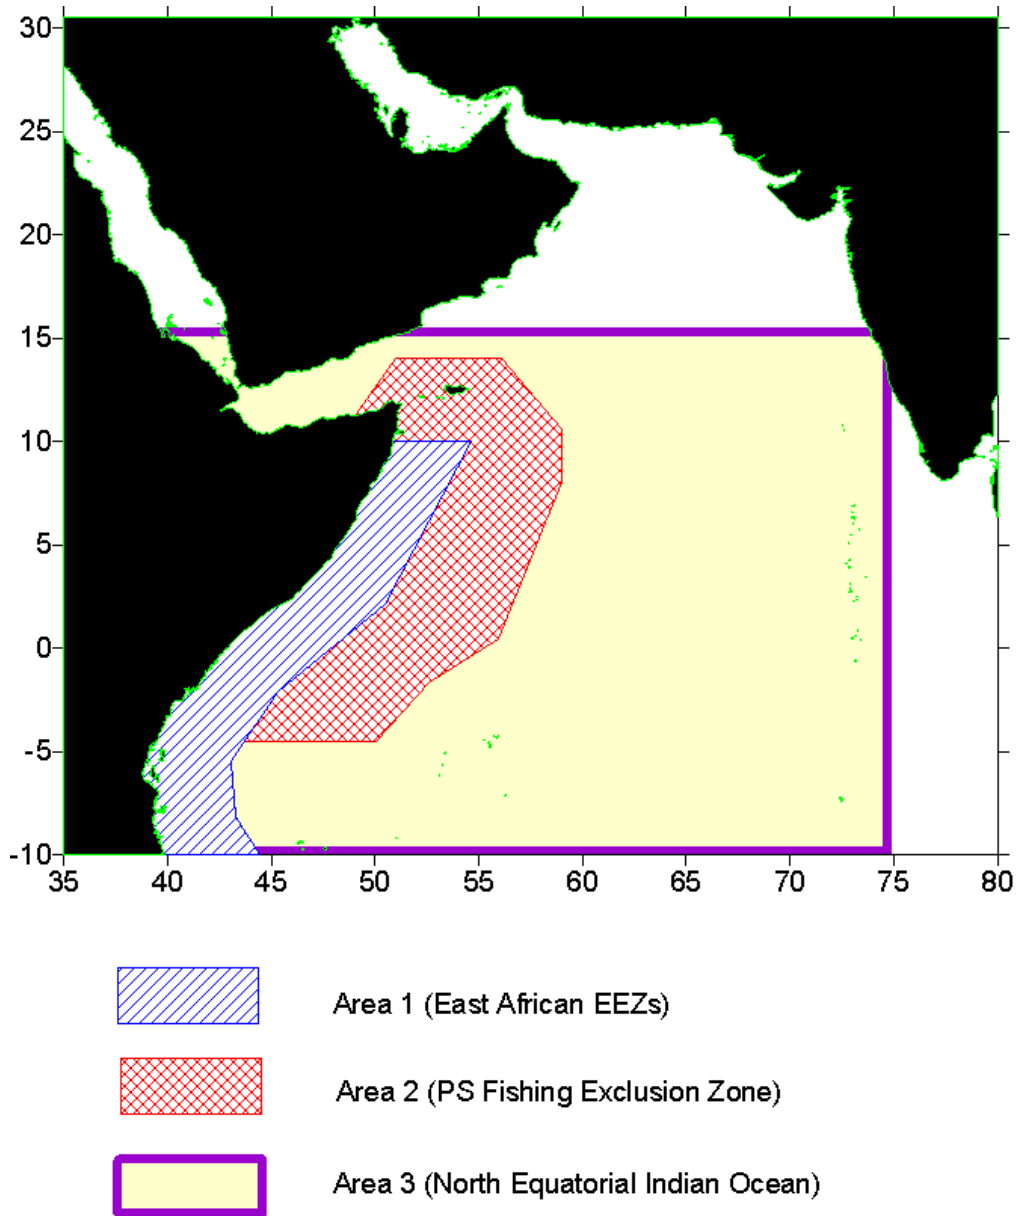 30
25
20
15
10
5
0
-5
-10
35 40 45 50 55 60 65 70 75 80
Area 1 (East African EEZs)
Area 2 (PS Fishing Exclusion Zone)
Area 3 (North Equatorial Indian Ocean)